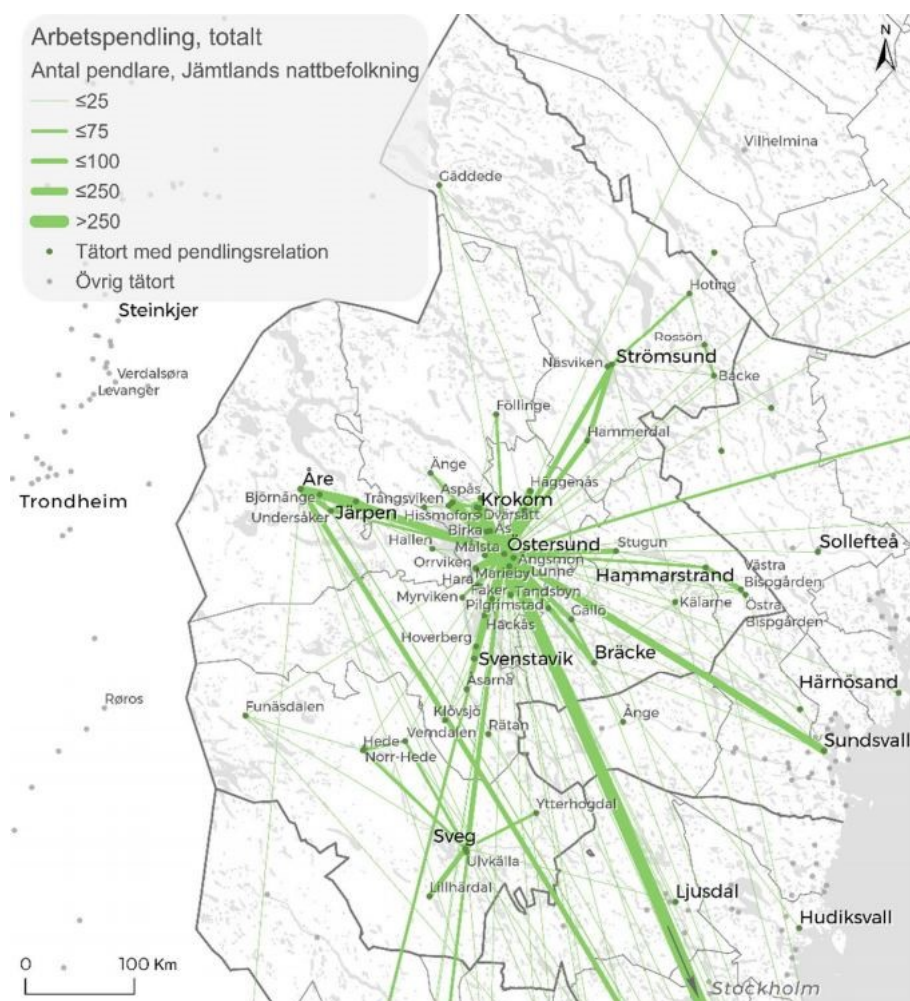 Arbetspendling, totalt
Antal pendlare, Jämtlands nattbefolkning
≤25
≤75
≤100
≤250
>250
Tätort med pendlingsrelation
Övrig tätort
N
Vilhelmina
Gäddede
Steinkjer
Hoting
Rossön
Strömsund
Näsviken
Backe
Verdalsøra
Levanger
Föllinge
Hammerdal
Änge
Åre
Häggenås
Trondheim
Björnänge
Trångsviken
Aspås
Krokom
Undersåker
Järpen
Hissmofors
Dvärsätt
Birka
Ås
Hallen
Målsta
Östersund
Stugun
Sollefteå
Orrviken
Ängsmon
Marieby
Lunne
Hammarstrand
Västra
Bispgården
Hara
Myrviken
Fåker
Tandsbyn
Kälarne
Östra
Bispgården
Pilgrimstad
Gällö
Hackås
Hoverberg
Svenstavik
Bräcke
Åsarna
Härnösand
Røros
Funäsdalen
Klövsjö
Rätan
Ånge
Vemdalen
Hede
Norr-Hede
Sundsvall
Ytterhogdal
Sveg
Ulvkälla
Lillhärdal
Ljusdal
Hudiksvall
0
100 Km
Stockholm